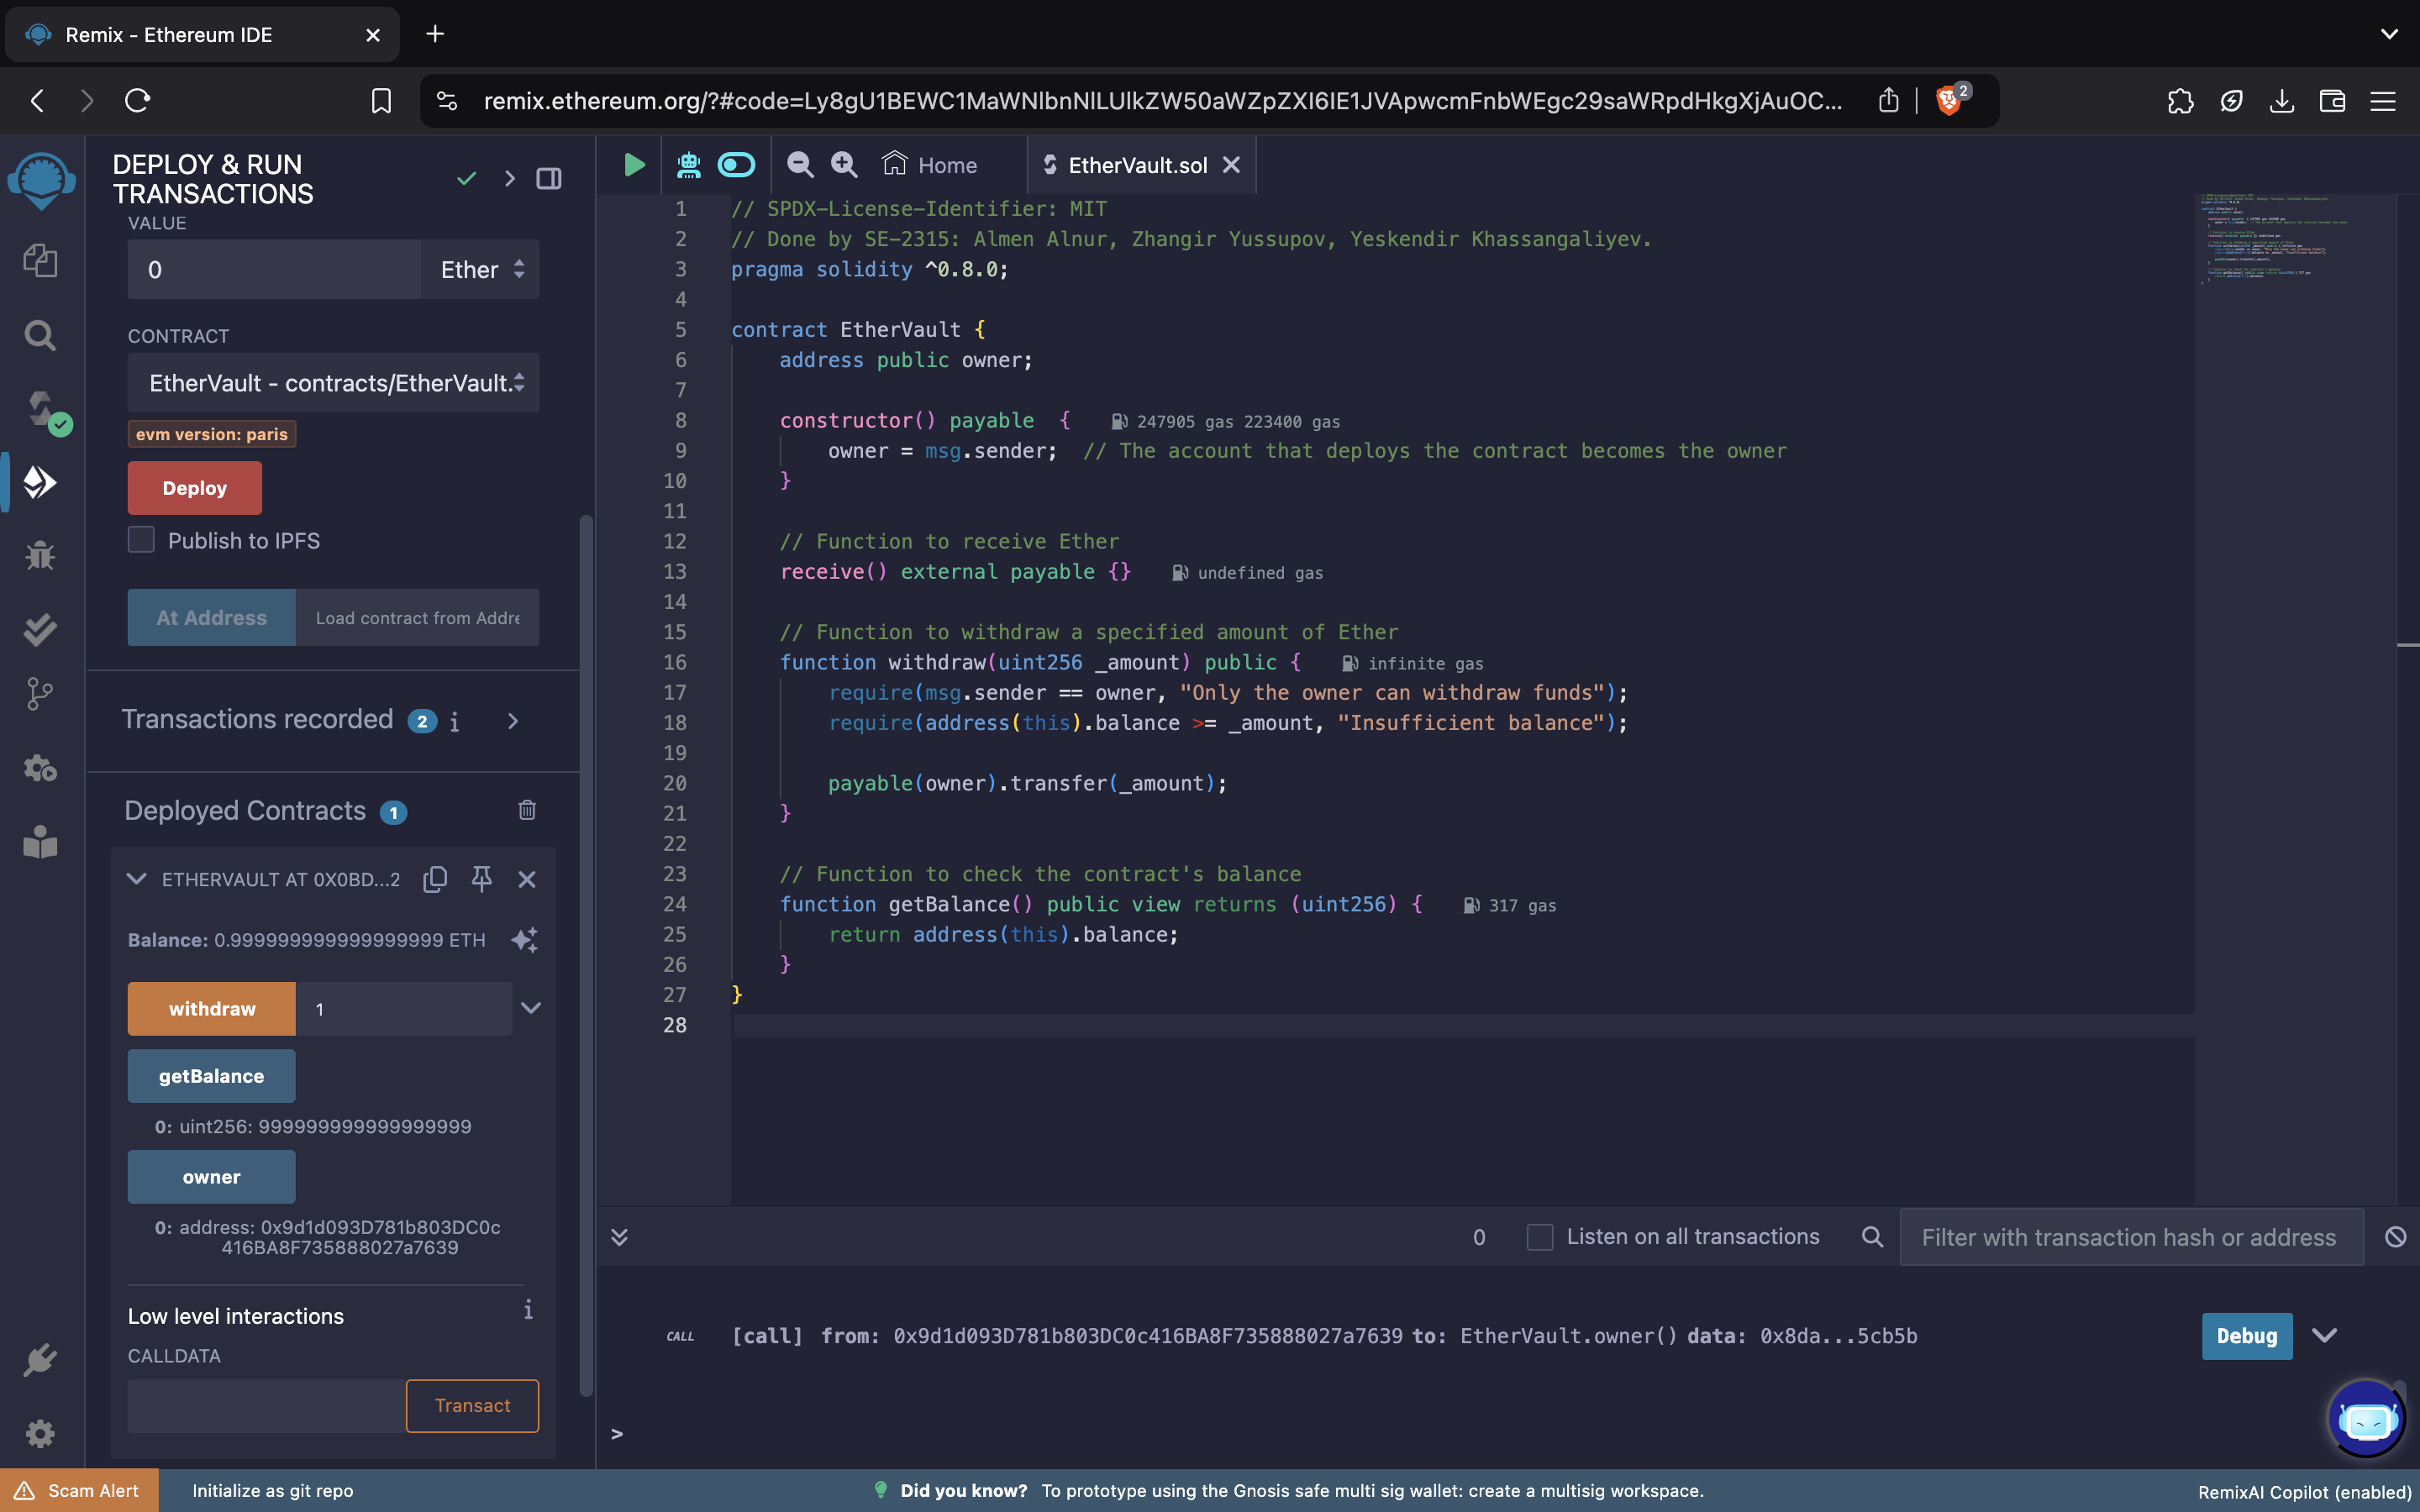 Remix - Ethereum IDE
remix.ethereum.org/?#code=Ly8gU1BEWC1MaWNlbnNlLUlkZW50aWZpZXI6IE1JVApwcmFnbWEgc29saWRpdHkgXjAuOC...
2
DEPLOY & RUN
TRANSACTIONS
VALUE
0
Ether
CONTRACT
EtherVault - contracts/EtherVault.
evm version: paris
Deploy
Publish to IPFS
At Address
Load contract from Addre
Transactions recorded 2 i
Deployed Contracts 1
ETHERVAULT AT 0X0BD...2
Balance: 0.999999999999999999 ETH
withdraw
1
getBalance
0: uint256: 999999999999999999
owner
0: address: 0x9d1d093D781b803DC0c
416BA8F735888027a7639
Low level interactions
i
CALLDATA
Transact
Home
EtherVault.sol
1 // SPDX-License-Identifier: MIT
2 // Done by SE-2315: Almen Alnur, Zhangir Yussupov, Yeskendir Khassangaliyev.
3 pragma solidity ^0.8.0;
4
5 contract EtherVault {
6 address public owner;
7
8 constructor() payable { 247905 gas 223400 gas
9 owner = msg.sender; // The account that deploys the contract becomes the owner
10 }
11
12 // Function to receive Ether
13 receive() external payable {} undefined gas
14
15 // Function to withdraw a specified amount of Ether
16 function withdraw(uint256 _amount) public { infinite gas
17 require(msg.sender == owner, "Only the owner can withdraw funds");
18 require(address(this).balance >= _amount, "Insufficient balance");
19
20 payable(owner).transfer(_amount);
21 }
22
23 // Function to check the contract's balance
24 function getBalance() public view returns (uint256) { 317 gas
25 return address(this).balance;
26 }
27 }
28
0
Listen on all transactions
Filter with transaction hash or address
CALL [call] from: 0x9d1d093D781b803DC0c416BA8F735888027a7639 to: EtherVault.owner() data: 0x8da...5cb5b
Debug
>
Scam Alert
Initialize as git repo
Did you know? To prototype using the Gnosis safe multi sig wallet: create a multisig workspace.
RemixAI Copilot (enabled)